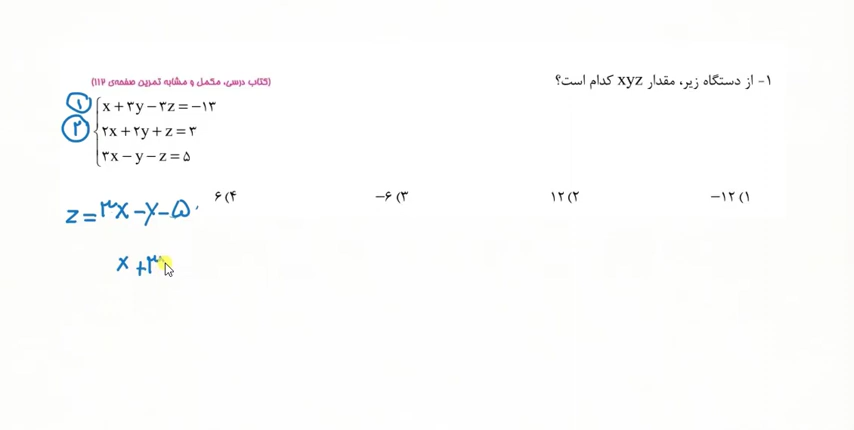 ۱- از دستگاه زیر، مقدار xyz کدام است؟
(کتاب درسی، مکمل و مشابه تمرین صفحه‌ی ۱۱۲)
۱ x + ۳y − ۳z = −۱۳
۲ ۲x + ۲y + z = ۳
۳x − y − z = ۵
۱) −۱۲ ۲) ۱۲ ۳) −۶ ۴) ۶
z = ۳x − y − ۵
x + ۳